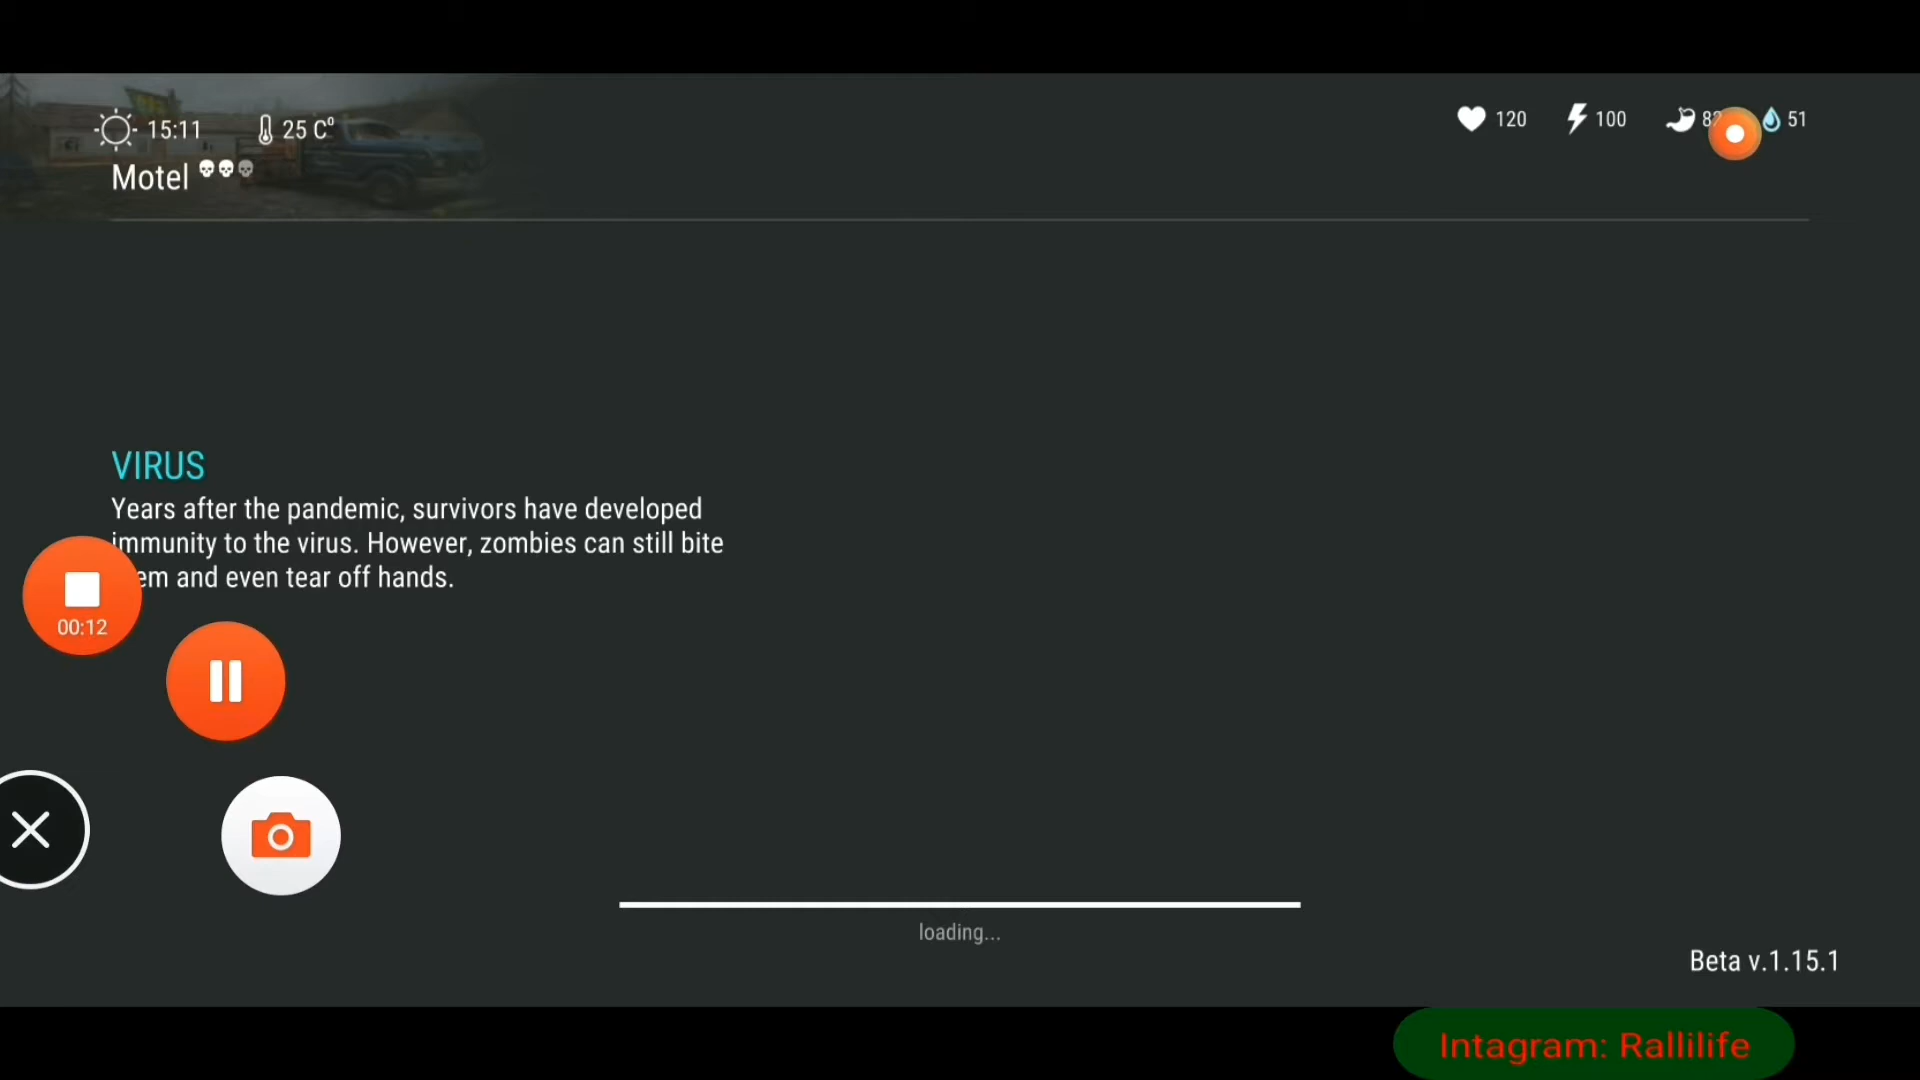 15:11 25 C⁰
120 100 51
Motel
VIRUS
Years after the pandemic, survivors have developed
immunity to the virus. However, zombies can still bite
and even tear off hands.
00:12
loading...
Beta v.1.15.1
Intagram: Rallilife